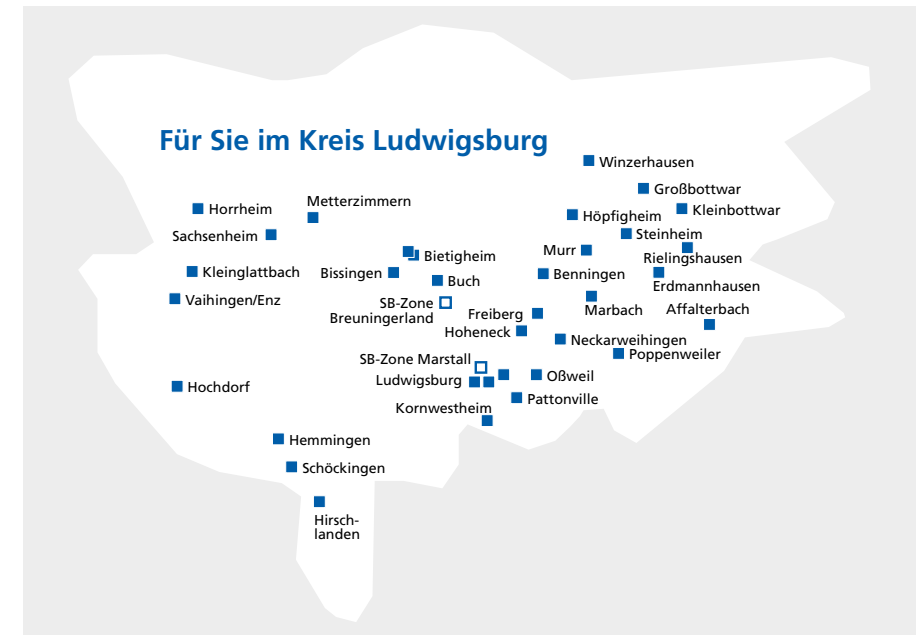 Für Sie im Kreis Ludwigsburg
Winzerhausen
Großbottwar
Metterzimmern
Horrheim
Kleinbottwar
Höpfigheim
Sachsenheim
Steinheim
Murr
Bietigheim
Rielingshausen
Kleinglattbach
Bissingen
Benningen
Buch
Erdmannhausen
Vaihingen/Enz
SB-Zone
Breuningerland
Freiberg
Marbach
Affalterbach
Hoheneck
Neckarweihingen
Poppenweiler
SB-Zone Marstall
Ludwigsburg
Oßweil
Hochdorf
Pattonville
Kornwestheim
Hemmingen
Schöckingen
Hirsch-
landen